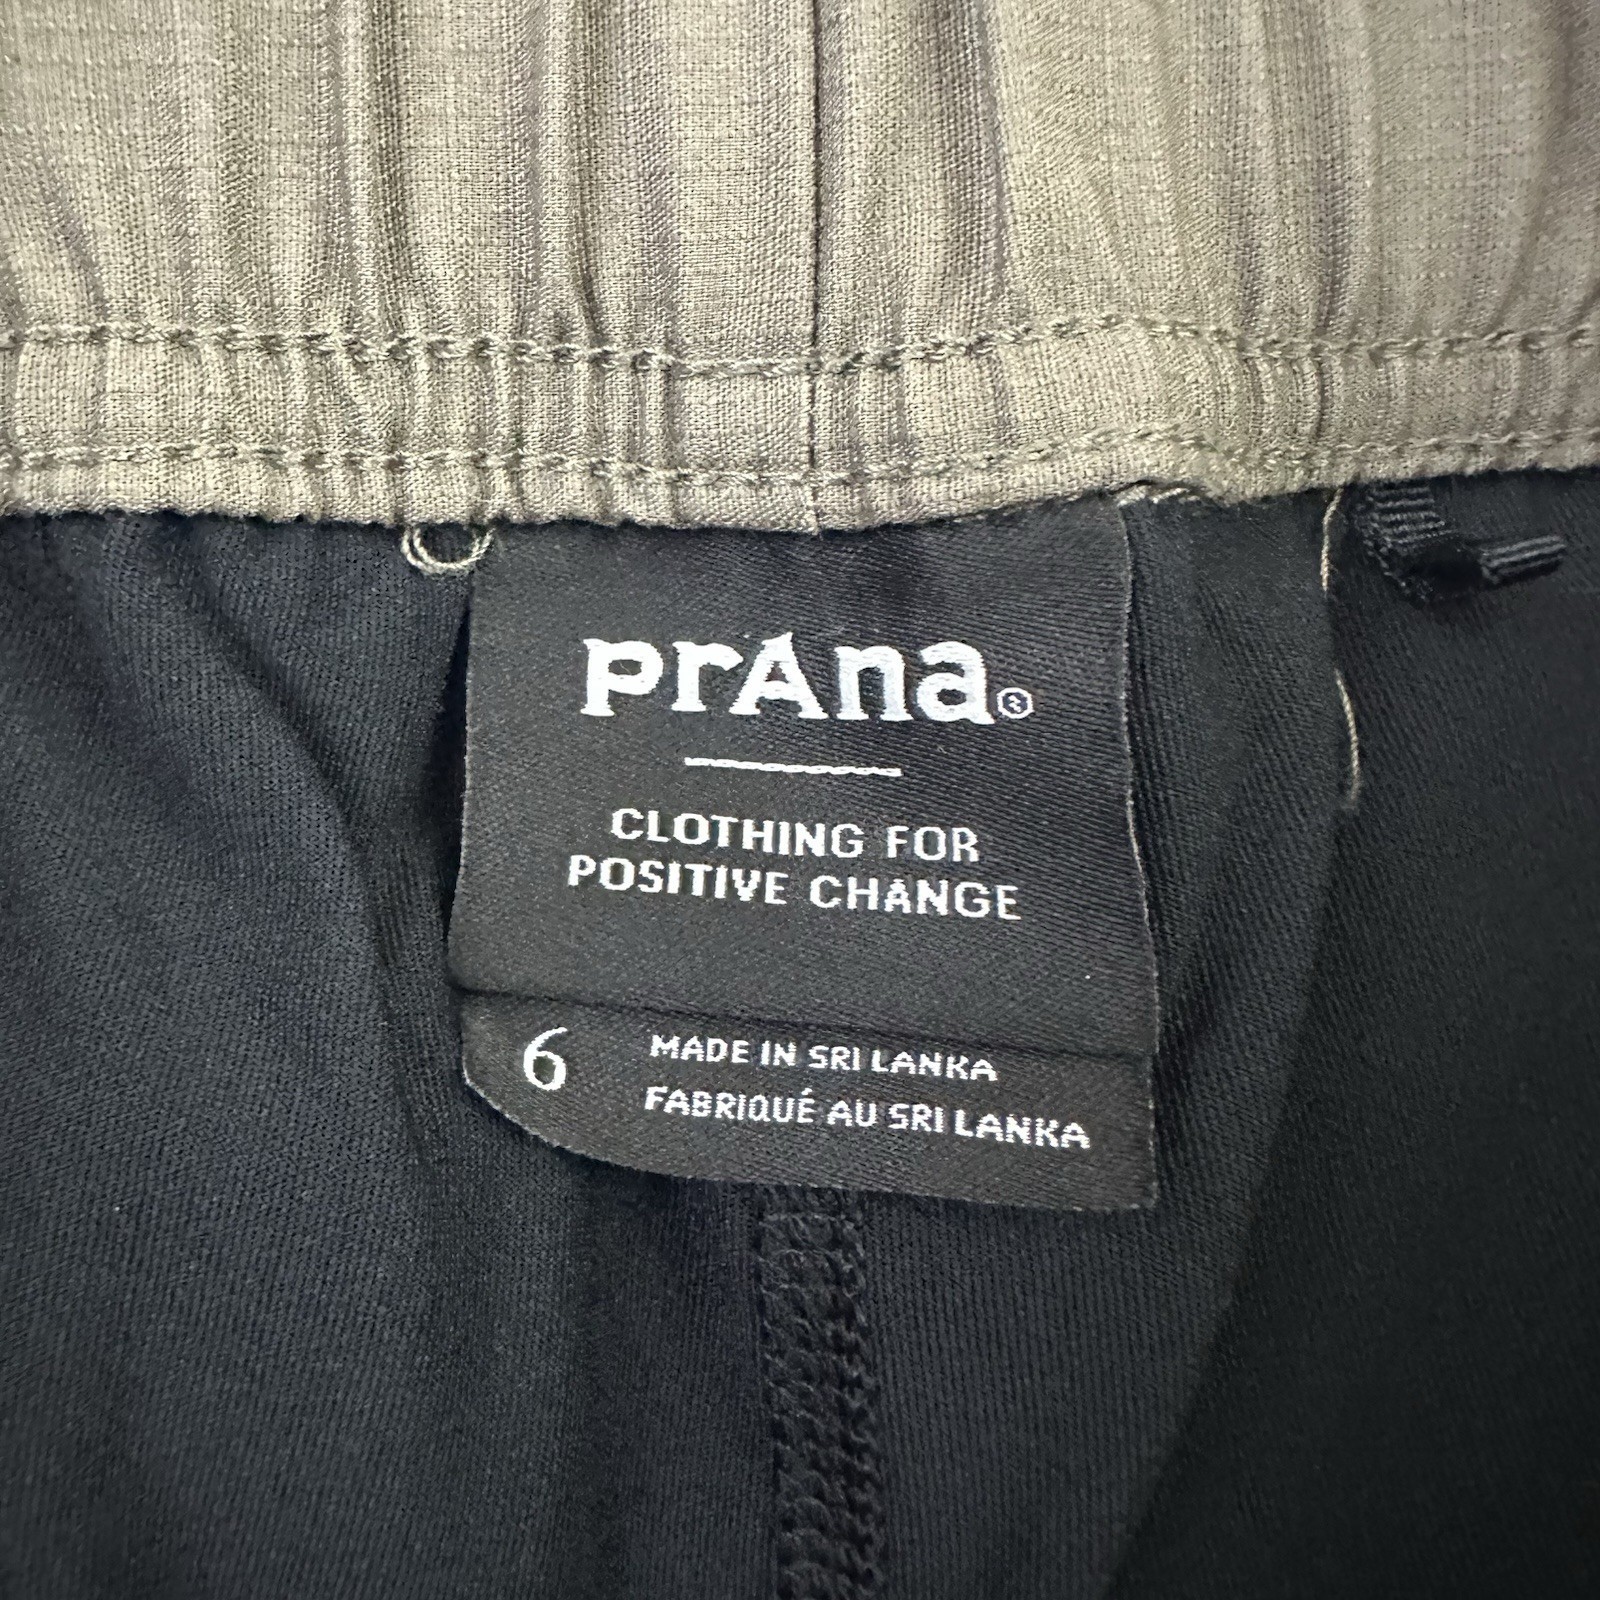 prAna®
CLOTHING FOR
POSITIVE CHANGE
6
MADE IN SRI LANKA
FABRIQUÉ AU SRI LANKA